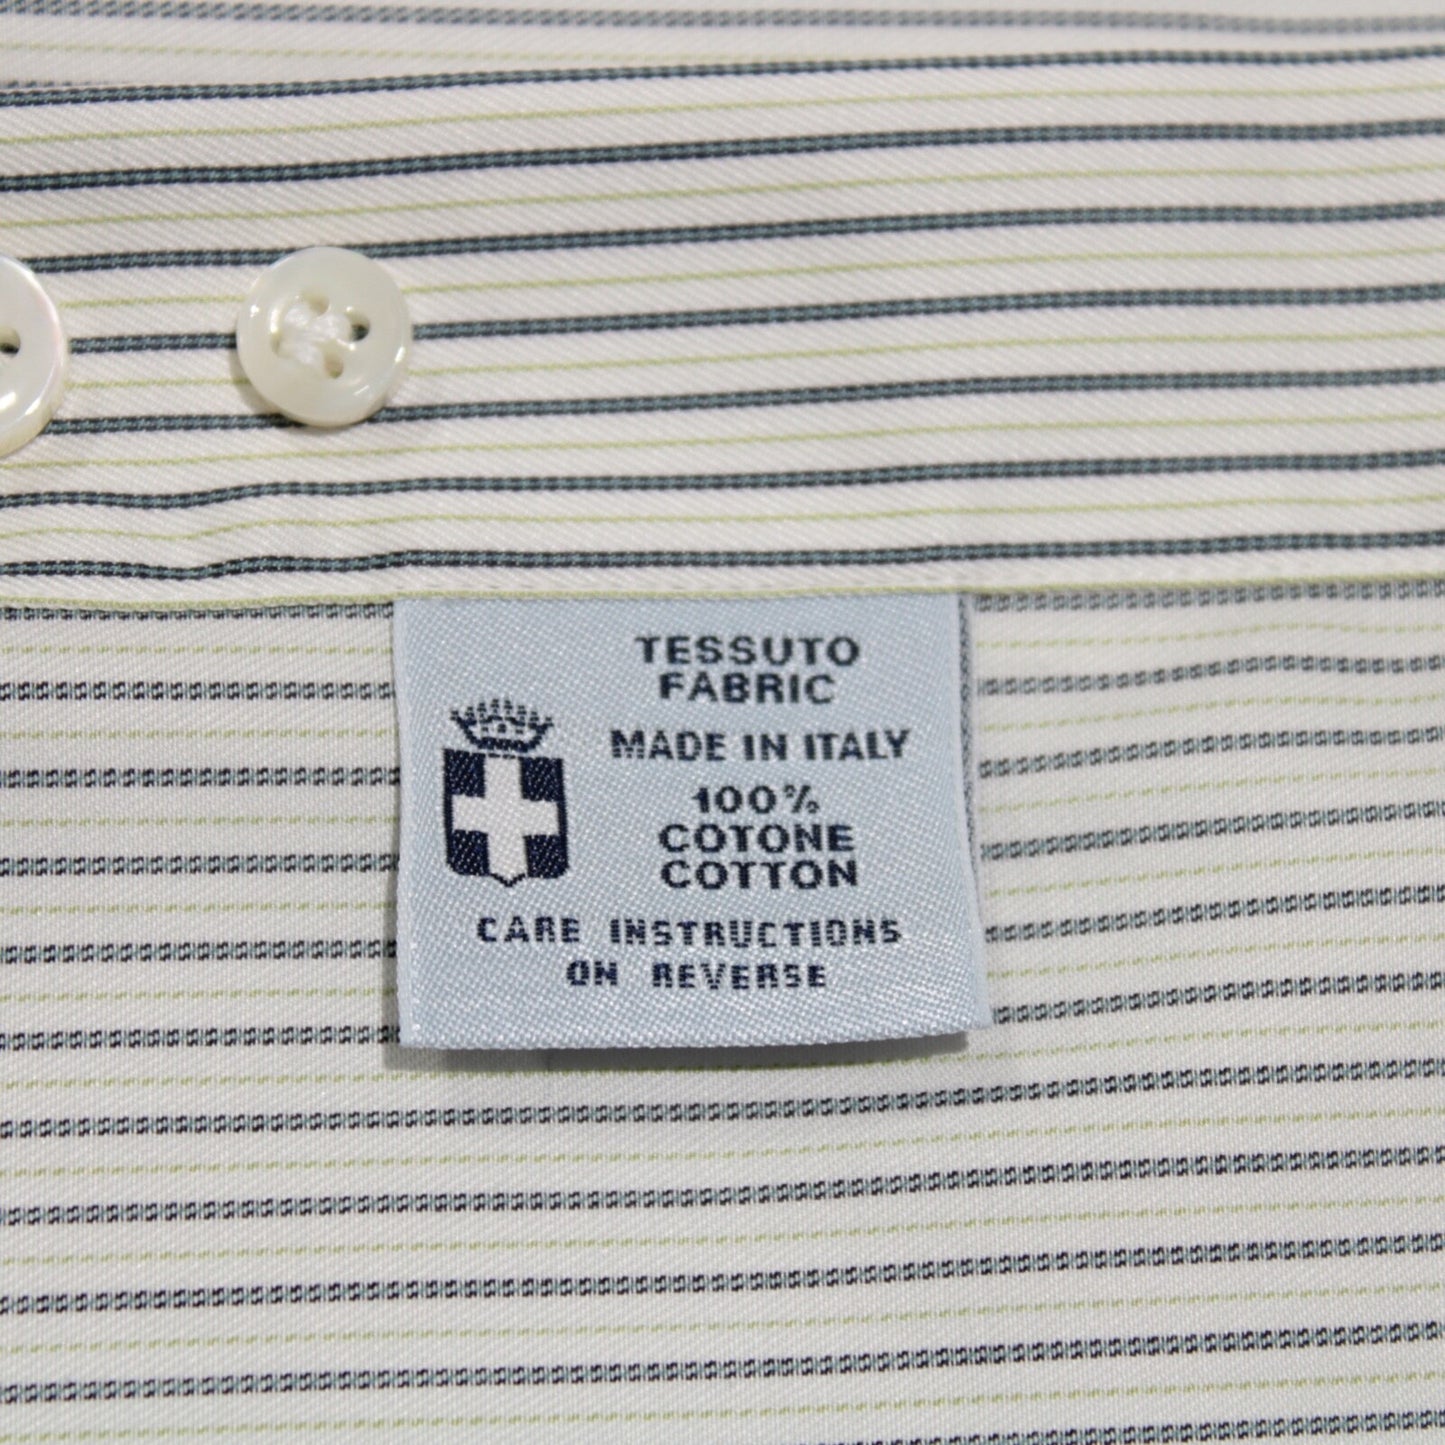 TESSUTO
FABRIC
MADE IN ITALY
100%
COTONE
COTTON
CARE INSTRUCTIONS
ON REVERSE